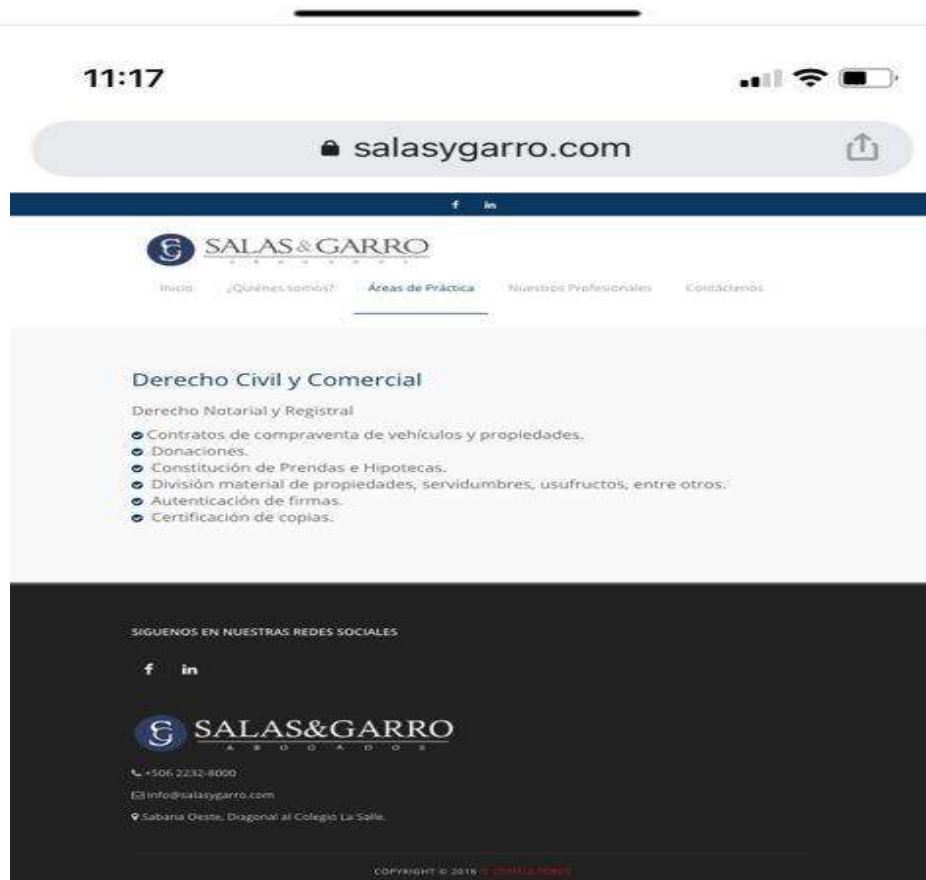 11:17
salasygarro.com
f in
SALAS&GARRO
Inicio ¿Quiénes somos? Áreas de Práctica Nuestros Profesionales Contáctenos
Derecho Civil y Comercial
Derecho Notarial y Registral
Contratos de compraventa de vehículos y propiedades.
Donaciones.
Constitución de Prendas e Hipotecas.
División material de propiedades, servidumbres, usufructos, entre otros.
Autenticación de firmas.
Certificación de copias.
SIGUENOS EN NUESTRAS REDES SOCIALES
f in
SALAS&GARRO
ABOGADOS
+506 2232-8000
info@salasygarro.com
Sabana Oeste, Diagonal al Colegio La Salle.
COPYRIGHT © 2018